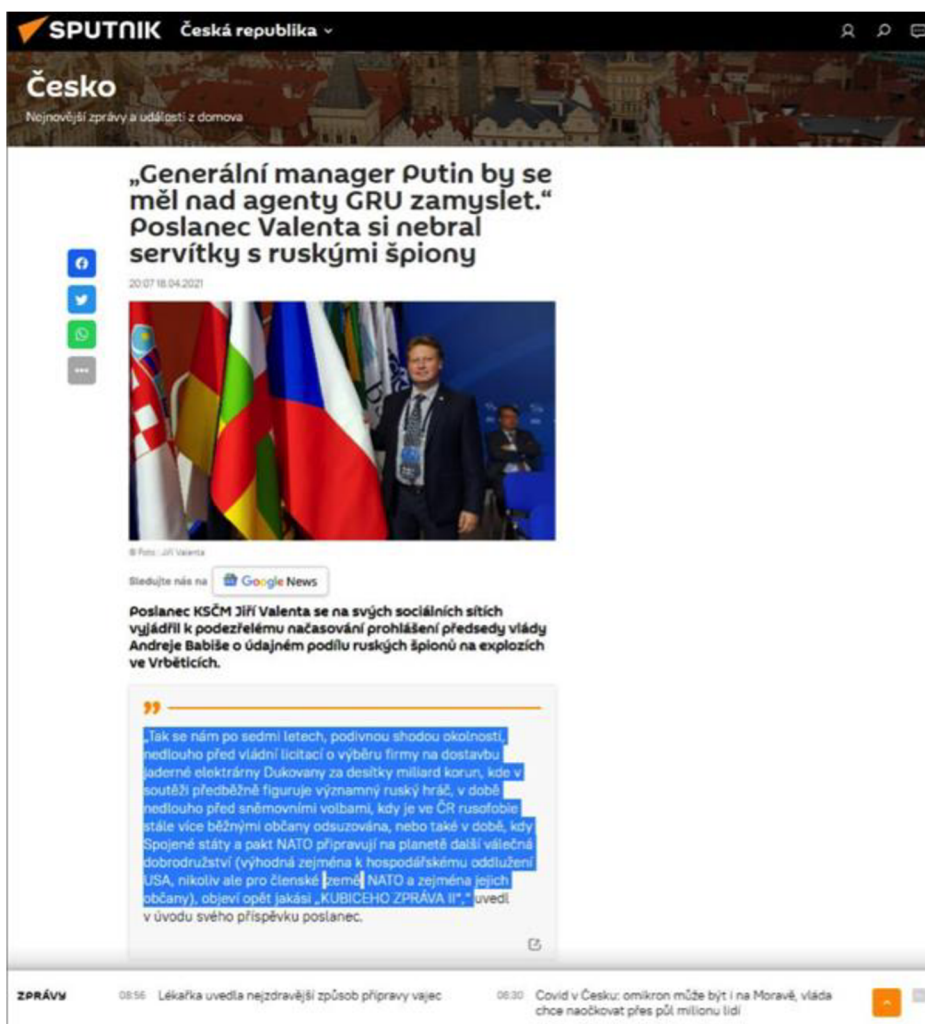 SPUTNIK Česká republika
Česko
Nejnovější zprávy a události z domova
„Generální manager Putin by se
měl nad agenty GRU zamyslet.“
Poslanec Valenta si nebral
servítky s ruskými špiony
20:07 18.04.2021
© Foto : Jiří Valenta
Sledujte nás na Google News
Poslanec KSČM Jiří Valenta se na svých sociálních sítích
vyjádřil k podezřelému načasování prohlášení předsedy vlády
Andreje Babiše o údajném podílu ruských špionů na explozích
ve Vrběticích.
„Tak se nám po sedmi letech, podivnou shodou okolností,
nedlouho před vládní licitací o výběru firmy na dostavbu
jaderné elektrárny Dukovany za desítky miliard korun, kde v
soutěži předběžně figuruje významný ruský hráč, v době
nedlouho před sněmovními volbami, kdy je ve ČR rusofobie
stále více běžnými občany odsuzována, nebo také v době, kdy
Spojené státy a pakt NATO připravují na planetě další válečná
dobrodružství (výhodná zejména k hospodářskému oddlužení
USA, nikoliv ale pro členské země NATO a zejména jejich
občany), objeví opět jakási „KUBICEHO ZPRÁVA II“,“ uvedl
v úvodu svého příspěvku poslanec.
ZPRÁVY 08:56 Lékařka uvedla nejzdravější způsob přípravy vajec 06:30 Covid v Česku: omikron může být i na Moravě, vláda
chce naočkovat přes půl milionu lidí